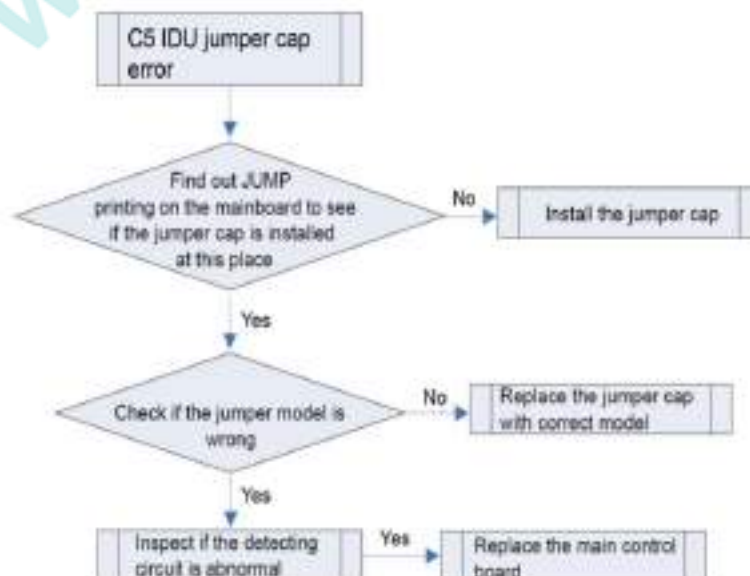 C5 IDU jumper cap
error
Find out JUMP
printing on the mainboard to see
if the jumper cap is installed
at this place
No
Install the jumper cap
Yes
Check if the jumper model is
wrong
No
Replace the jumper cap
with correct model
Yes
Inspect if the detecting
circuit is abnormal
Yes
Replace the main control
board